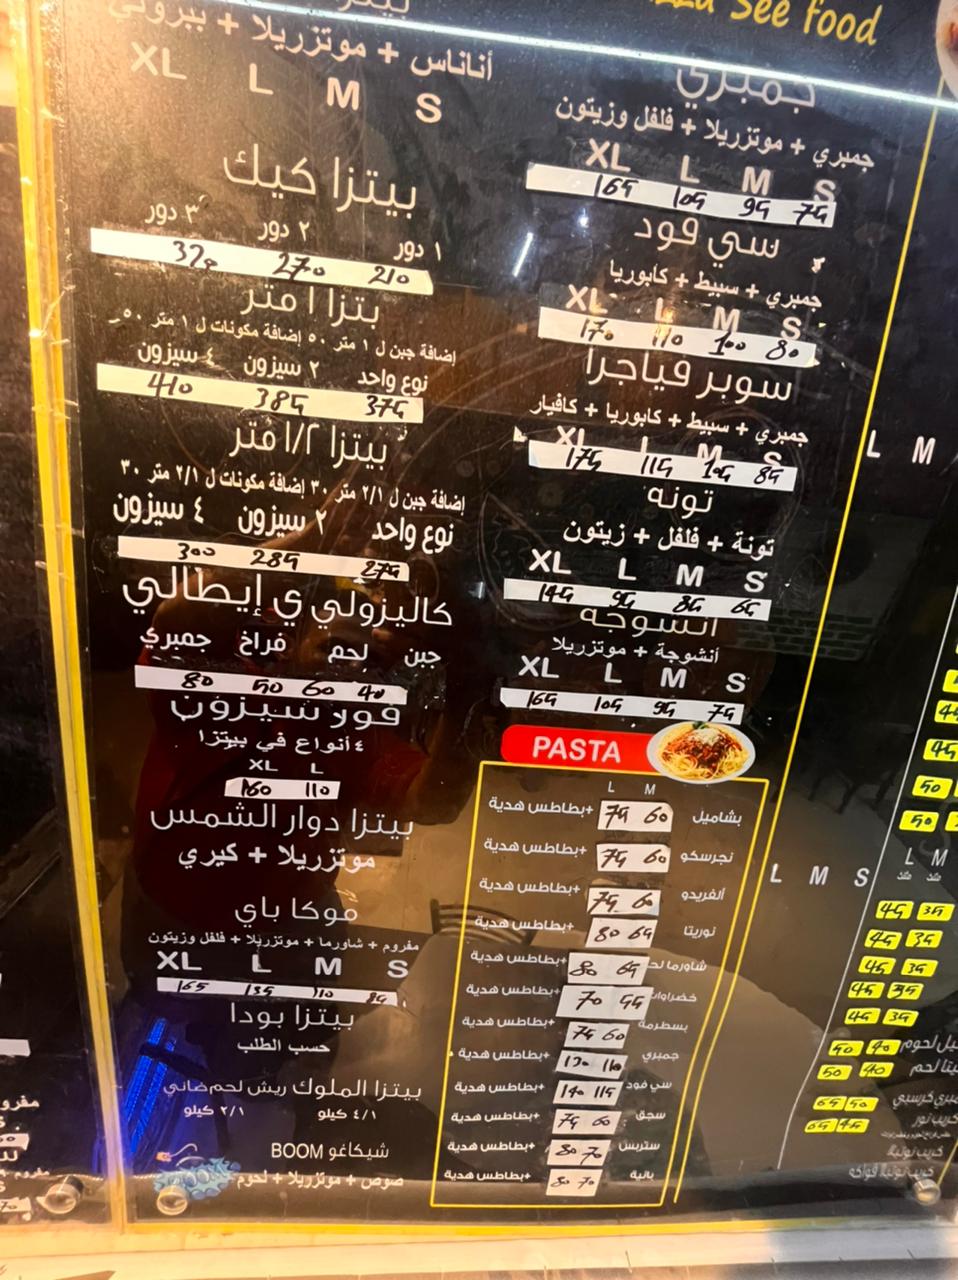 izza See food
جمبري
جمبري + موتزريلا + فلفل وزيتون
XL L M S
165 105 95 75
سي فود
جمبري + سبيط + كابوريا
XL L M S
170 110 100 80
سوبر فياجرا
جمبري + سبيط + كابوريا + كافيار
XL L M S
175 115 105 85
تونه
تونة + فلفل + زيتون
XL L M S
145 95 85 65
انشوجه
أنشوجة + موتزريلا
XL L M S
165 105 95 75
PASTA
L M
بشاميل 60 75 +بطاطس هدية
نجرسكو 60 75 +بطاطس هدية
ألفريدو 60 75 +بطاطس هدية
نوريتا 65 80 +بطاطس هدية
شاورما لحـ 65 80 +بطاطس هدية
خضراوات 55 70 +بطاطس هدية
بسطرمة 60 75 +بطاطس هدية
جمبري 110 130 +بطاطس هدية
سي فود 115 140 +بطاطس هدية
سجق 60 75 +بطاطس هدية
ستربس 70 80 +بطاطس هدية
بانية 70 80 +بطاطس هدية
أناناس + موتزريلا + بيروني
XL L M S
بيتزا كيك
١ دور ٢ دور ٣ دور
210 270 320
بتزا ١ متر
إضافة جبن ل ١ متر ٥٠ إضافة مكونات ل ١ متر ٥٠
نوع واحد ٢ سيزون ٤ سيزون
375 385 410
بيتزا ١/٢ متر
إضافة جبن ل ٢/١ متر ٣٠ إضافة مكونات ل ٢/١ متر ٣٠
نوع واحد ٢ سيزون ٤ سيزون
275 285 300
كاليزولي ي إيطالي
جبن لحم فراخ جمبري
40 60 50 80
فور سيزون
٤ أنواع في بيتزا
XL L
160 110
بيتزا دوار الشمس
موتزريلا + كيري
موكا باي
مفروم + شاورما + موتزريلا + فلفل وزيتون
XL L M S
165 135 110 85
بيتزا بودا
حسب الطلب
بيتزا الملوك ريش لحم ضاني
٤/١ كيلو ٢/١ كيلو
شيكاغو BOOM
صوص + موتزريلا + لحوم
L M
L M S
L M
45 35
45 35
45 35
45 35
45 35
50 40
50 40
65 50
65 45